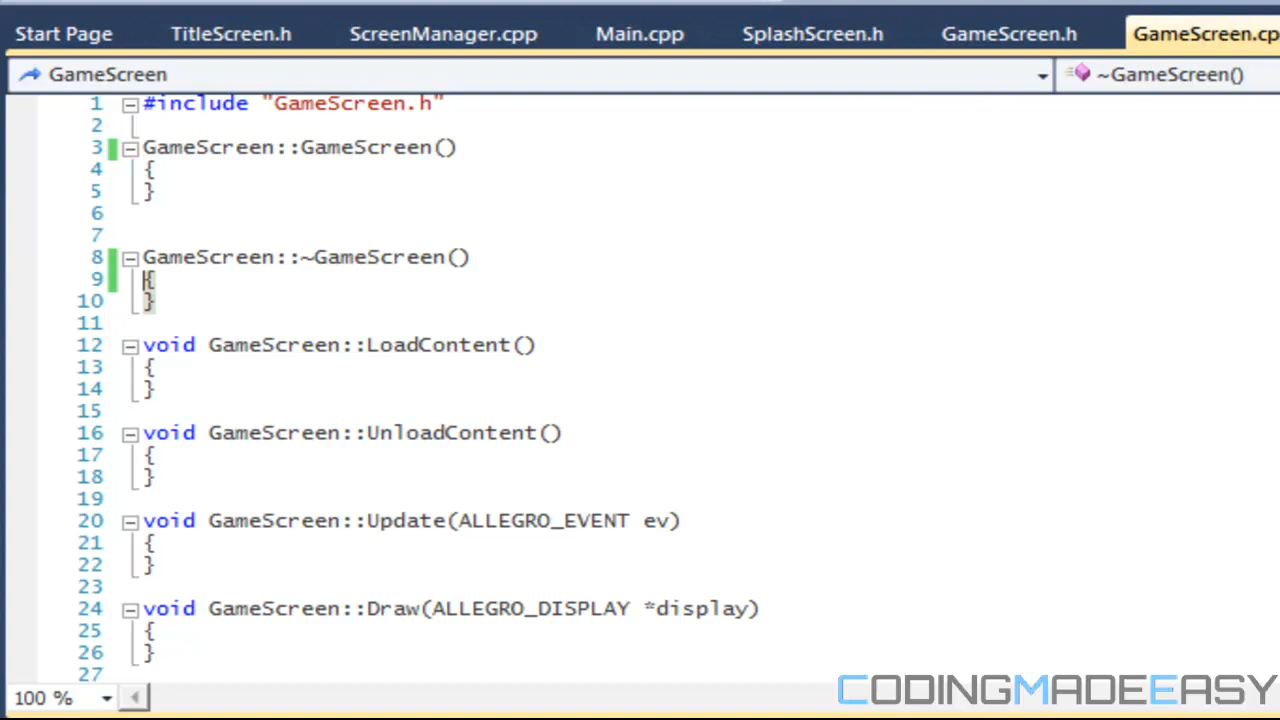 Start Page TitleScreen.h ScreenManager.cpp Main.cpp SplashScreen.h GameScreen.h GameScreen.cp
GameScreen ~GameScreen()
1 #include "GameScreen.h"
2
3 GameScreen::GameScreen()
4 {
5 }
6
7
8 GameScreen::~GameScreen()
9 {
10 }
11
12 void GameScreen::LoadContent()
13 {
14 }
15
16 void GameScreen::UnloadContent()
17 {
18 }
19
20 void GameScreen::Update(ALLEGRO_EVENT ev)
21 {
22 }
23
24 void GameScreen::Draw(ALLEGRO_DISPLAY *display)
25 {
26 }
27
100 %
CODINGMADEEASY